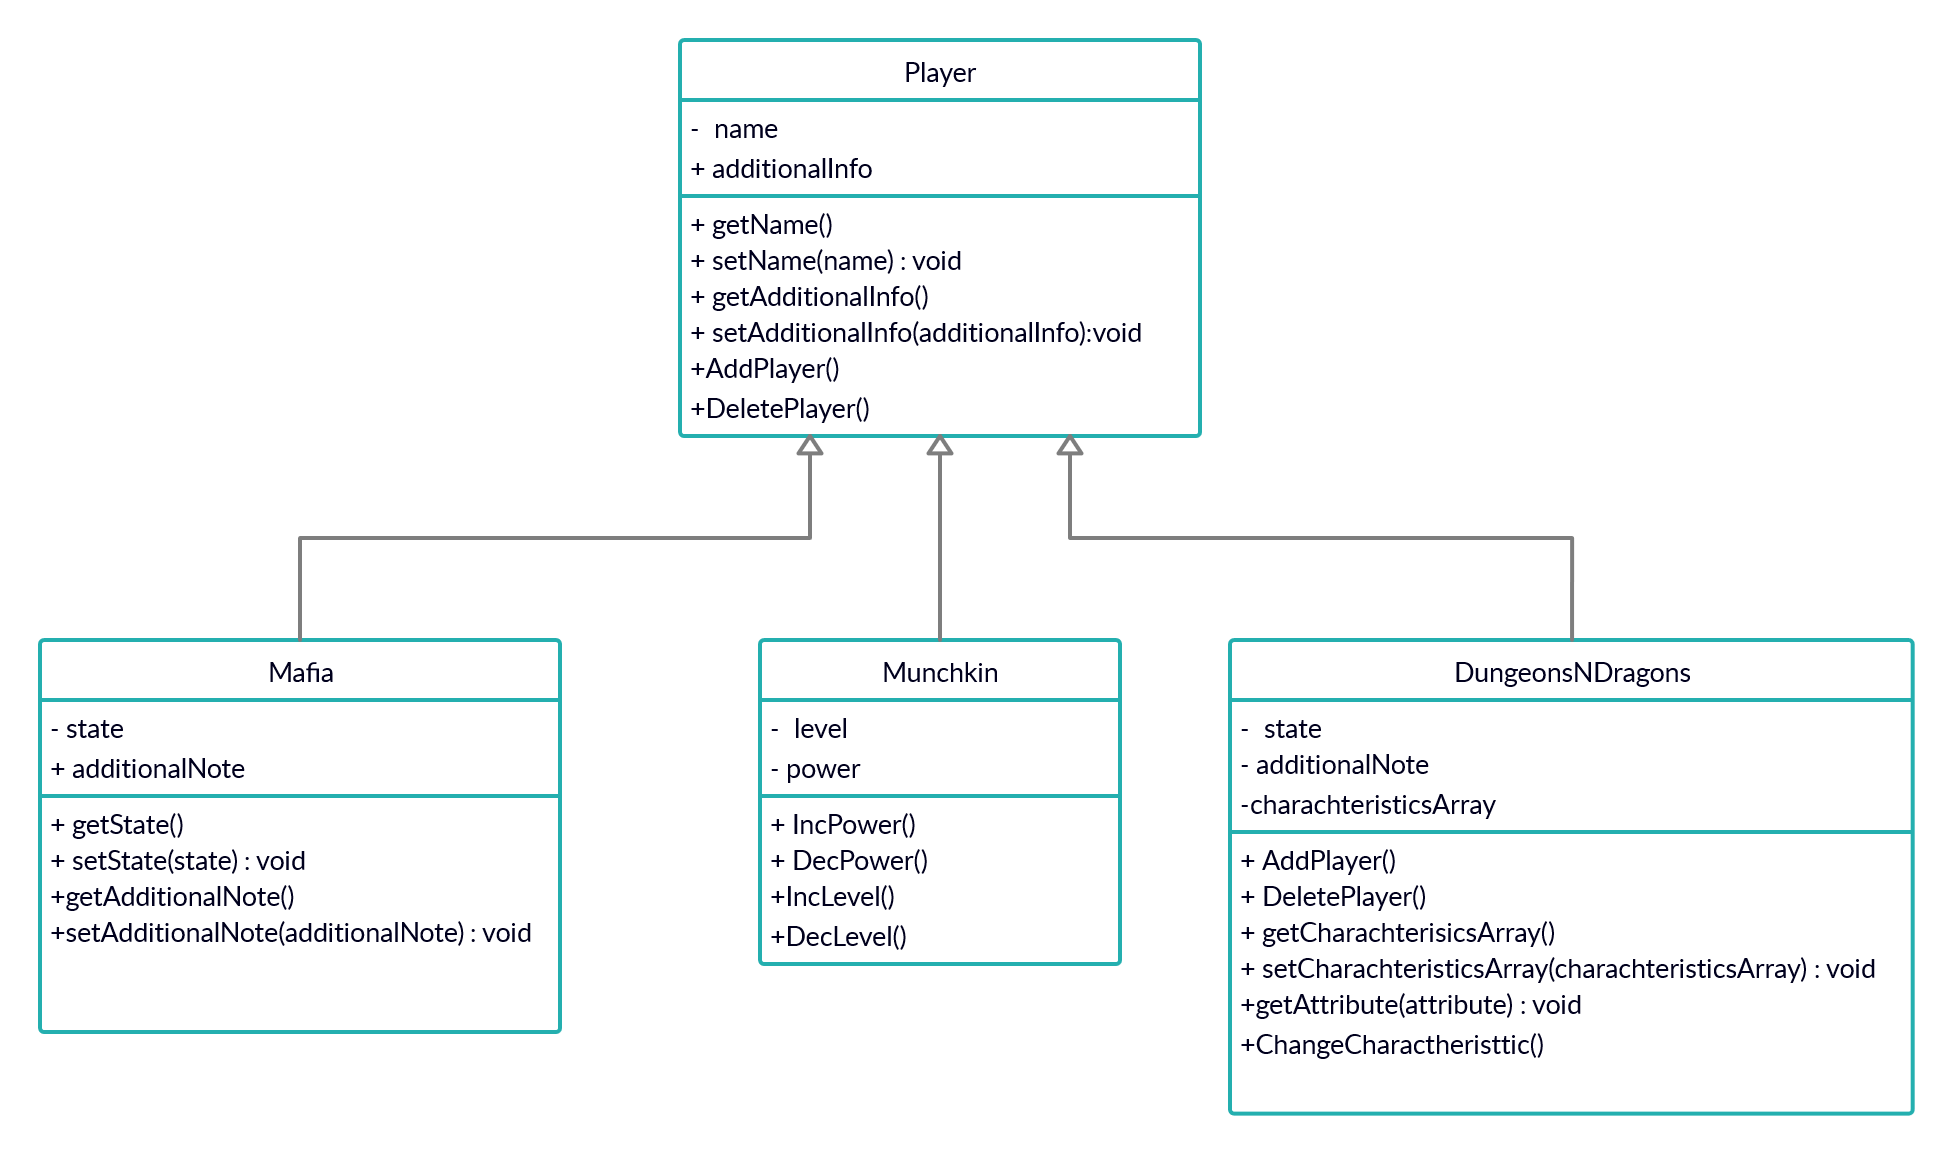 Player
- name
+ additionalInfo
+ getName()
+ setName(name) : void
+ getAdditionalInfo()
+ setAdditionalInfo(additionalInfo):void
+AddPlayer()
+DeletePlayer()
Mafia
- state
+ additionalNote
+ getState()
+ setState(state) : void
+getAdditionalNote()
+setAdditionalNote(additionalNote) : void
Munchkin
- level
- power
+ IncPower()
+ DecPower()
+IncLevel()
+DecLevel()
DungeonsNDragons
- state
- additionalNote
-charachteristicsArray
+ AddPlayer()
+ DeletePlayer()
+ getCharachterisicsArray()
+ setCharachteristicsArray(charachteristicsArray) : void
+getAttribute(attribute) : void
+ChangeCharactheristtic()